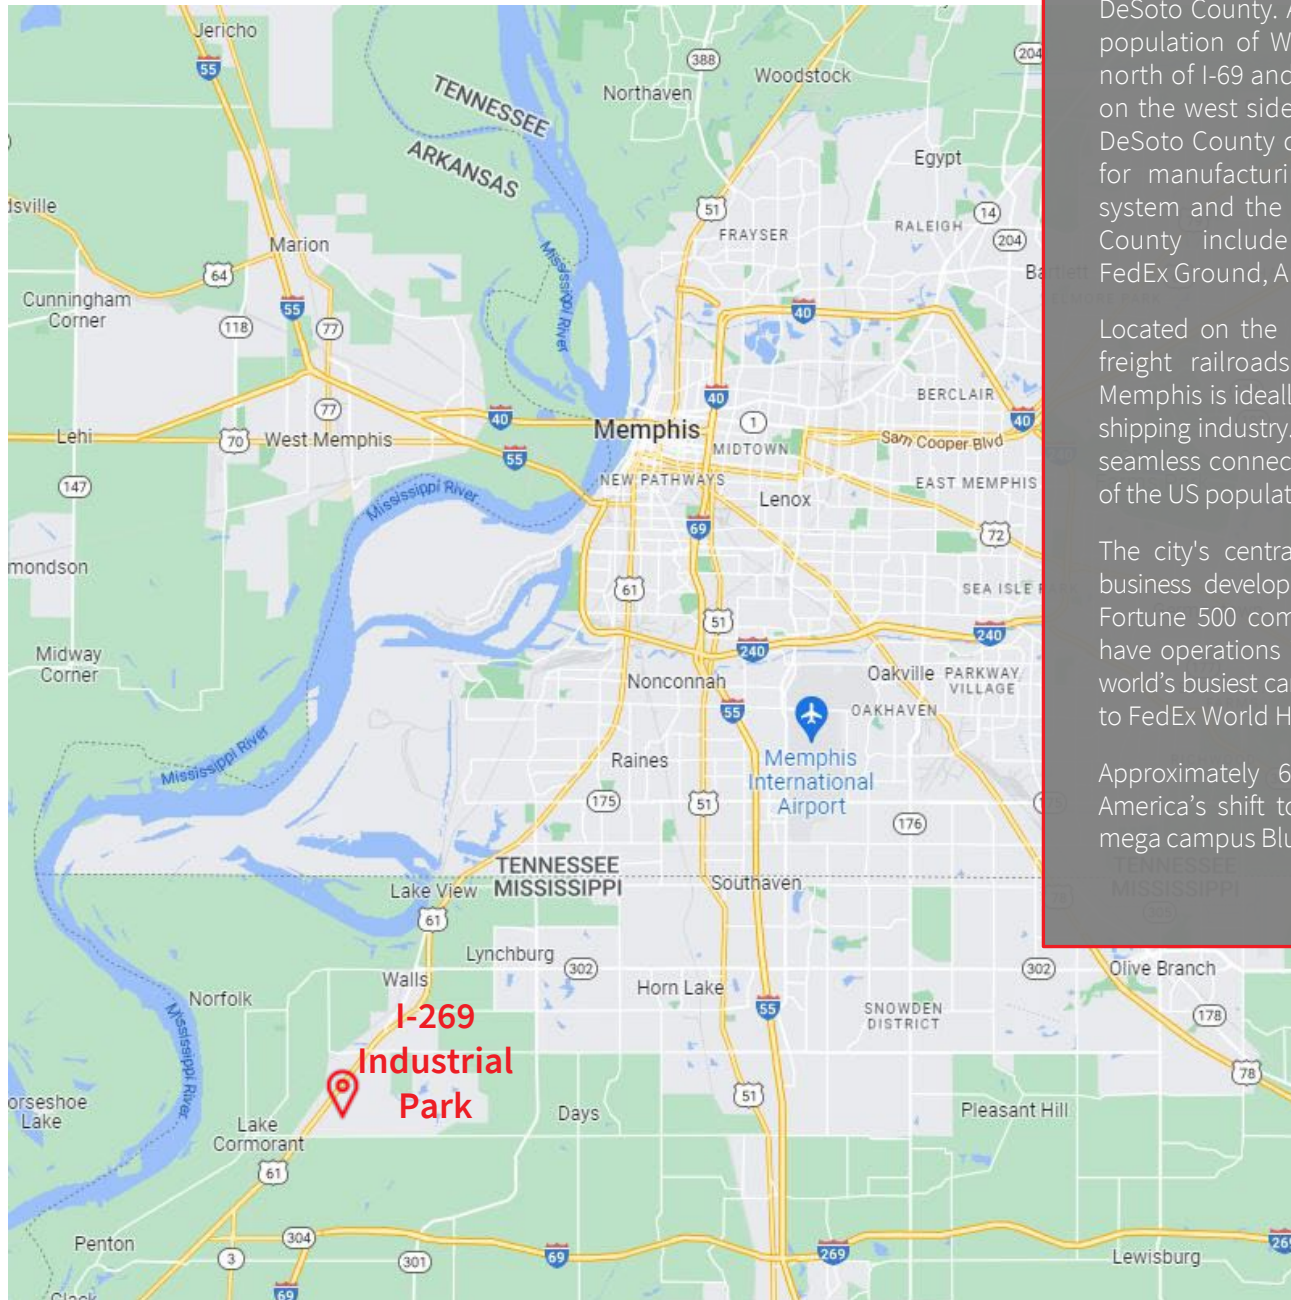 Jericho
55
TENNESSEE
ARKANSAS
Northaven
388
Woodstock
204
Egypt
51
FRAYSER
RALEIGH
14
204
Marion
64
Mississippi River
Cunningham
Corner
118
55
77
40
77
40
BERCLAIR
40
Lehi
70
West Memphis
40
55
Memphis
1
MIDTOWN
Sam Cooper Blvd
147
Mississippi River
NEW PATHWAYS
Lenox
EAST MEMPHIS
69
72
61
51
SEA ISLE
240
240
Midway
Corner
Nonconnah
Oakville
PARKWAY
VILLAGE
55
OAKHAVEN
Mississippi River
Raines
Memphis
International
Airport
175
51
176
TENNESSEE
MISSISSIPPI
Lake View
Southaven
61
Lynchburg
302
Walls
Horn Lake
302
Olive Branch
Norfolk
55
SNOWDEN
DISTRICT
178
Mississippi River
I-269
Industrial
Park
78
51
orseshoe
Lake
Lake
Cormorant
Days
Pleasant Hill
61
Penton
304
3
301
69
269
Lewisburg
69
DeSoto County. A
population of W
north of I-69 and
on the west side
DeSoto County
for manufacturi
system and the
County include
FedEx Ground, A
Located on the
freight railroads
Memphis is ideall
shipping industry,
seamless connec
of the US populat
The city's centra
business develop
Fortune 500 com
have operations
world’s busiest ca
to FedEx World H
Approximately 6
America’s shift to
mega campus Blu
TENNESSEE
MISSISSIPPI